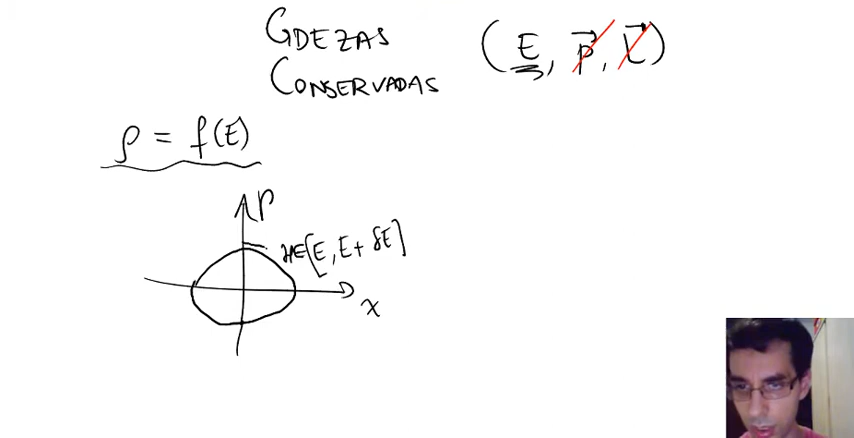 GDEZAS
CONSERVADAS
(E, p⃗, L⃗)
ρ = f(E)
p
H∈[E, E+δE]
x